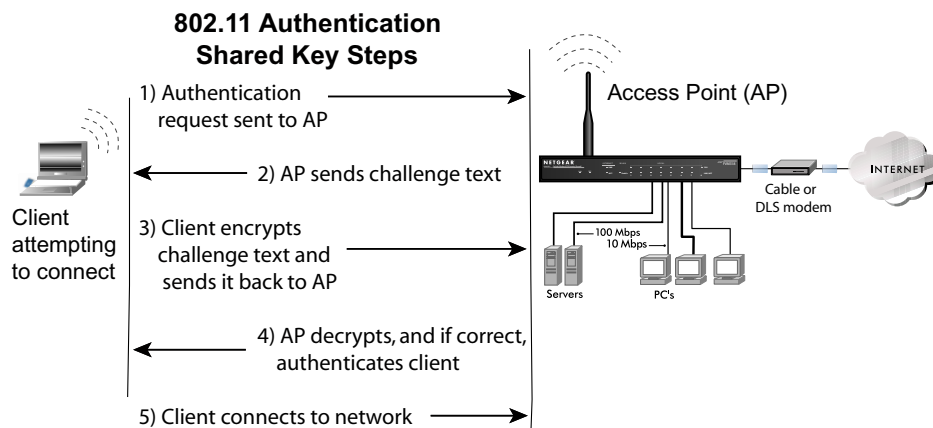 802.11 Authentication
Shared Key Steps
1) Authentication
request sent to AP
2) AP sends challenge text
3) Client encrypts
challenge text and
sends it back to AP
4) AP decrypts, and if correct,
authenticates client
5) Client connects to network
Client
attempting
to connect
Access Point (AP)
NETGEAR
INTERNET
Cable or
DLS modem
100 Mbps
10 Mbps
Servers
PC's